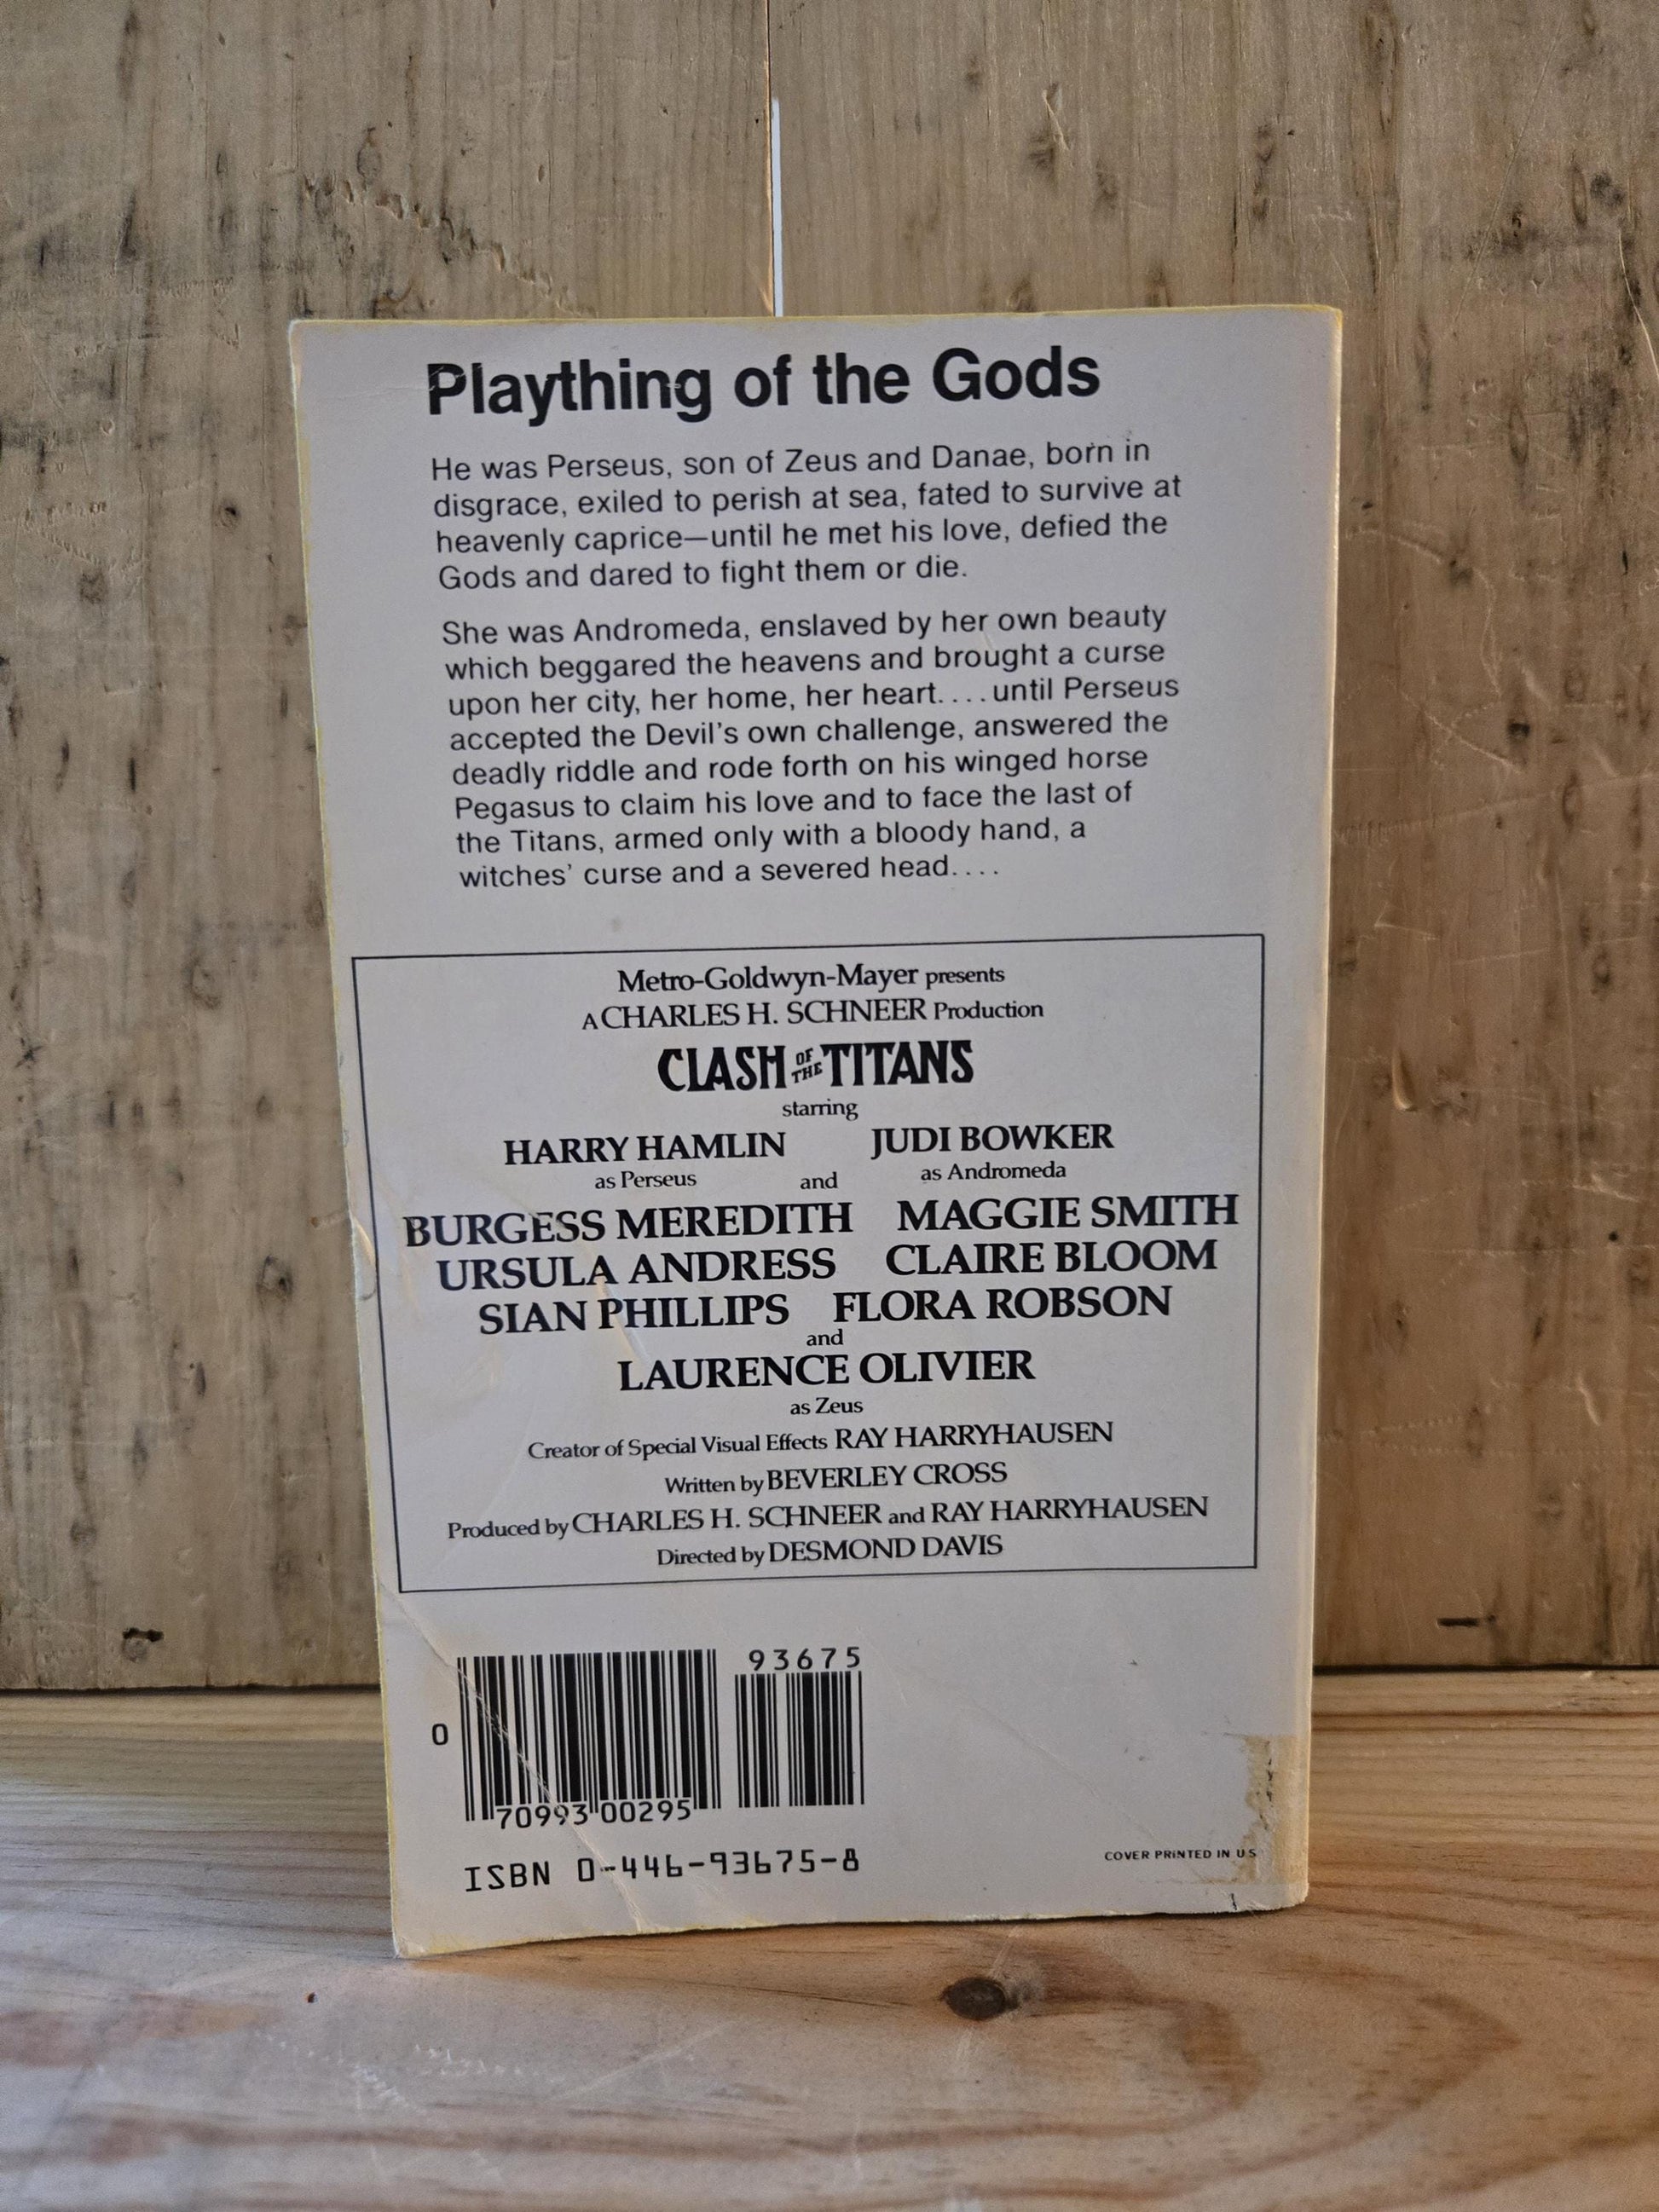 Plaything of the Gods
He was Perseus, son of Zeus and Danae, born in
disgrace, exiled to perish at sea, fated to survive at
heavenly caprice—until he met his love, defied the
Gods and dared to fight them or die.
She was Andromeda, enslaved by her own beauty
which beggared the heavens and brought a curse
upon her city, her home, her heart....until Perseus
accepted the Devil's own challenge, answered the
deadly riddle and rode forth on his winged horse
Pegasus to claim his love and to face the last of
the Titans, armed only with a bloody hand, a
witches' curse and a severed head....
Metro-Goldwyn-Mayer presents
A CHARLES H. SCHNEER Production
CLASH OF THE TITANS
starring
HARRY HAMLIN JUDI BOWKER
as Perseus and as Andromeda
BURGESS MEREDITH MAGGIE SMITH
URSULA ANDRESS CLAIRE BLOOM
SIAN PHILLIPS FLORA ROBSON
and
LAURENCE OLIVIER
as Zeus
Creator of Special Visual Effects RAY HARRYHAUSEN
Written by BEVERLEY CROSS
Produced by CHARLES H. SCHNEER and RAY HARRYHAUSEN
Directed by DESMOND DAVIS
93675
0
70993 00295
ISBN 0-446-93675-8
COVER PRINTED IN U S